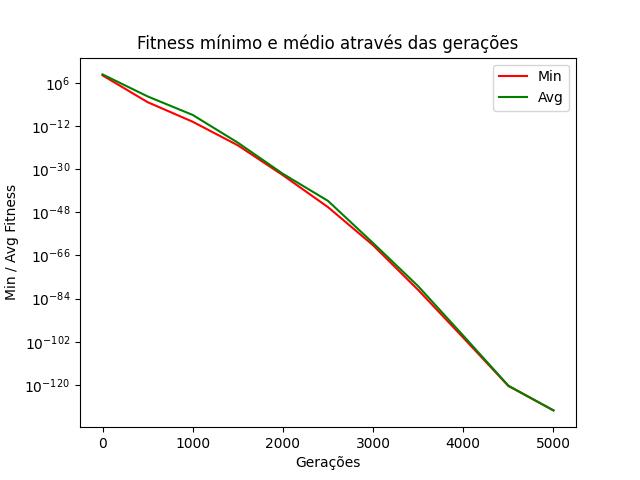 Fitness mínimo e médio através das gerações
Min
Avg
Min / Avg Fitness
10^6
10^-12
10^-30
10^-48
10^-66
10^-84
10^-102
10^-120
0 1000 2000 3000 4000 5000
Gerações